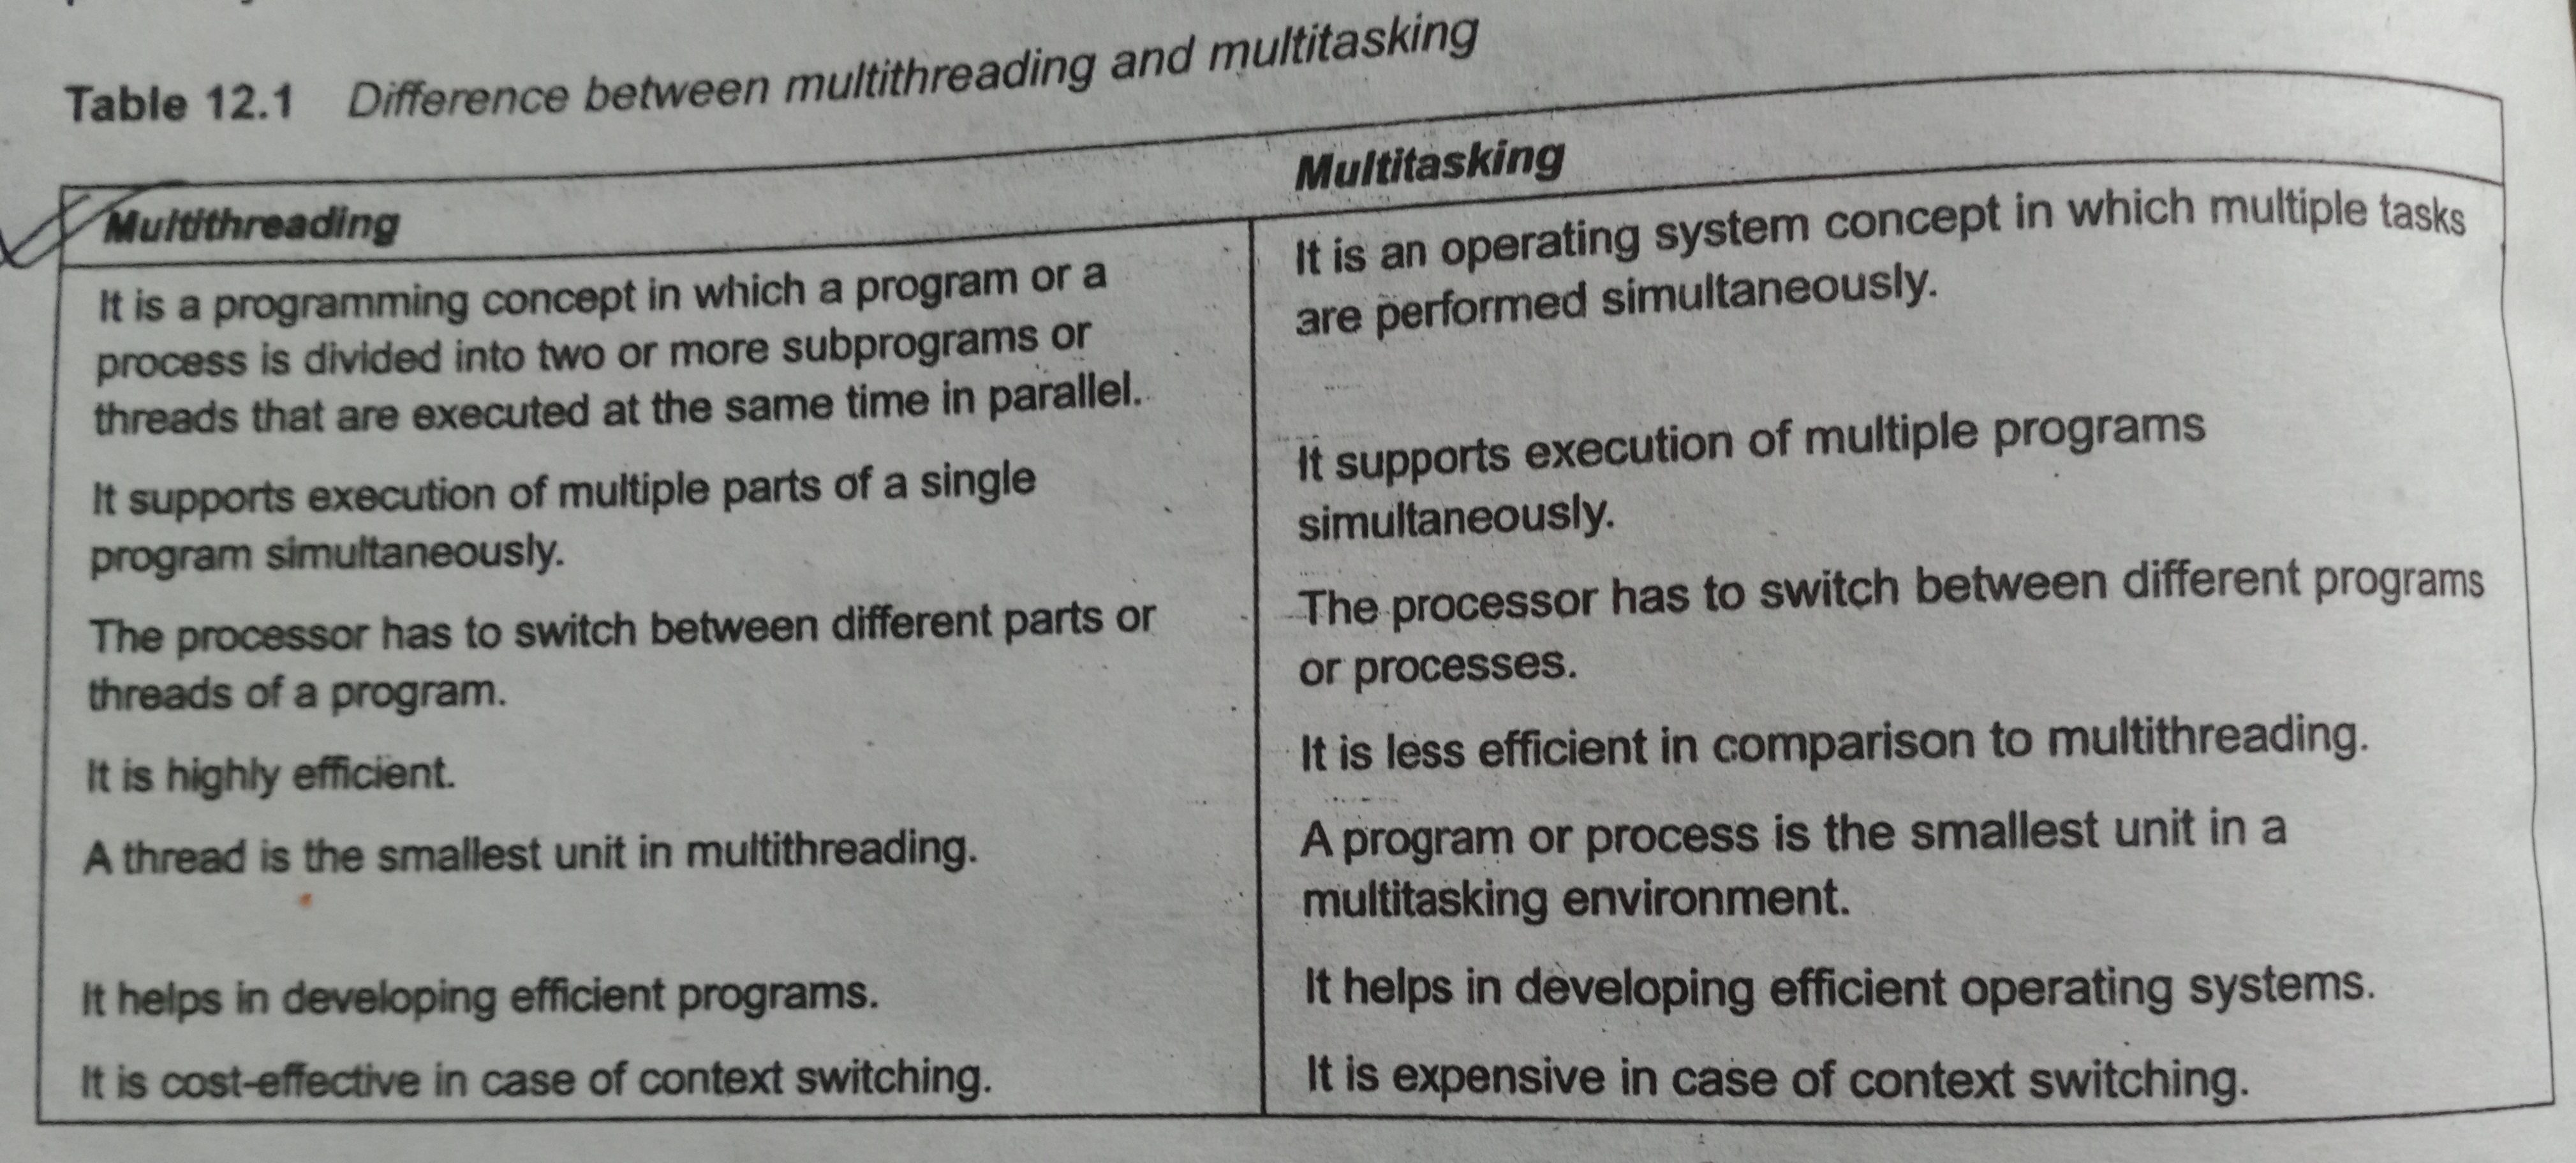 Table 12.1 Difference between multithreading and multitasking
Multithreading
It is a programming concept in which a program or a
process is divided into two or more subprograms or
threads that are executed at the same time in parallel.
It supports execution of multiple parts of a single
program simultaneously.
The processor has to switch between different parts or
threads of a program.
It is highly efficient.
A thread is the smallest unit in multithreading.
It helps in developing efficient programs.
It is cost-effective in case of context switching.
Multitasking
It is an operating system concept in which multiple tasks
are performed simultaneously.
It supports execution of multiple programs
simultaneously.
The processor has to switch between different programs
or processes.
It is less efficient in comparison to multithreading.
A program or process is the smallest unit in a
multitasking environment.
It helps in developing efficient operating systems.
It is expensive in case of context switching.